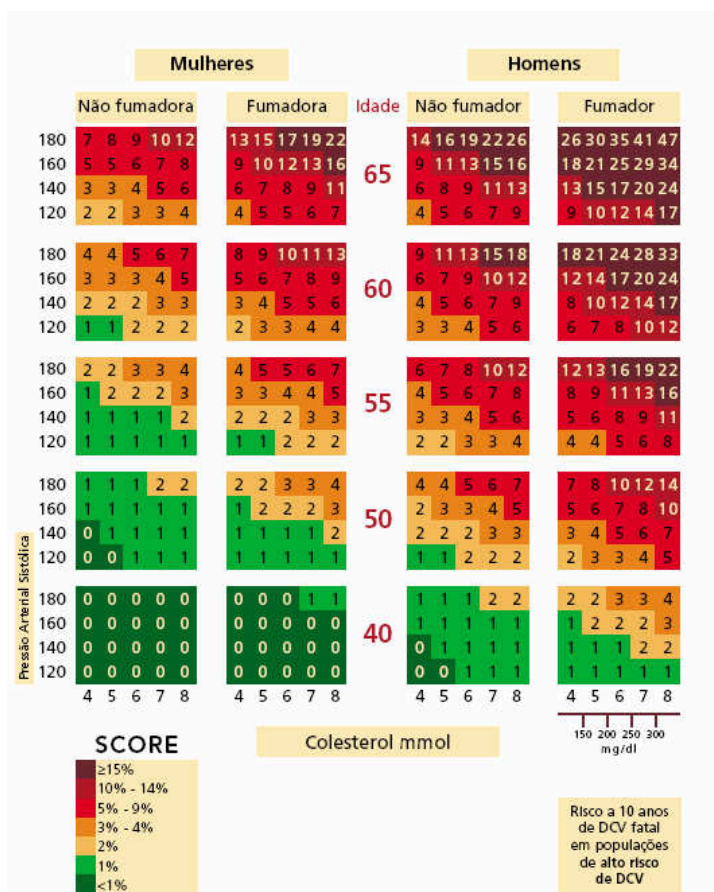 Mulheres Homens
Não fumadora Fumadora Idade Não fumador Fumador
180 7 8 9 10 12 13 15 17 19 22 14 16 19 22 26 26 30 35 41 47
160 5 5 6 7 8 9 10 12 13 16 9 11 13 15 16 18 21 25 29 34
65
140 3 3 4 5 6 6 7 8 9 11 6 8 9 11 13 13 15 17 20 24
120 2 2 3 3 4 4 5 5 6 7 4 5 6 7 9 9 10 12 14 17
180 4 4 5 6 7 8 9 10 11 13 9 11 13 15 18 18 21 24 28 33
160 3 3 3 4 5 5 6 7 8 9 6 7 9 10 12 12 14 17 20 24
60
140 2 2 2 3 3 3 4 5 5 6 4 5 6 7 9 8 10 12 14 17
120 1 1 2 2 2 2 3 3 4 4 3 3 4 5 6 6 7 8 10 12
180 2 2 3 3 4 4 5 5 6 7 6 7 8 10 12 12 13 16 19 22
160 1 2 2 2 3 3 3 4 4 5 4 5 6 7 8 8 9 11 13 16
55
140 1 1 1 1 2 2 2 2 3 3 3 3 4 5 6 5 6 8 9 11
120 1 1 1 1 1 1 1 2 2 2 2 2 3 3 4 4 4 5 6 8
180 1 1 1 2 2 2 2 3 3 4 4 4 5 6 7 7 8 10 12 14
160 1 1 1 1 1 1 2 2 2 3 2 3 3 4 5 5 6 7 8 10
50
140 0 1 1 1 1 1 1 1 1 2 2 2 2 3 3 3 4 5 6 7
120 0 0 1 1 1 1 1 1 1 1 1 1 2 2 2 2 3 3 4 5
180 0 0 0 0 0 0 0 0 1 1 1 1 1 2 2 2 2 3 3 4
160 0 0 0 0 0 0 0 0 0 0 1 1 1 1 1 1 2 2 2 3
40
140 0 0 0 0 0 0 0 0 0 0 0 1 1 1 1 1 1 1 2 2
120 0 0 0 0 0 0 0 0 0 0 0 0 1 1 1 1 1 1 1 1
Pressão Arterial Sistólica
4 5 6 7 8 4 5 6 7 8 4 5 6 7 8 4 5 6 7 8
150 200 250 300
mg/dl
Colesterol mmol
SCORE
≥15%
10% - 14%
5% - 9%
3% - 4%
2%
1%
<1%
Risco a 10 anos
de DCV fatal
em populações
de alto risco
de DCV